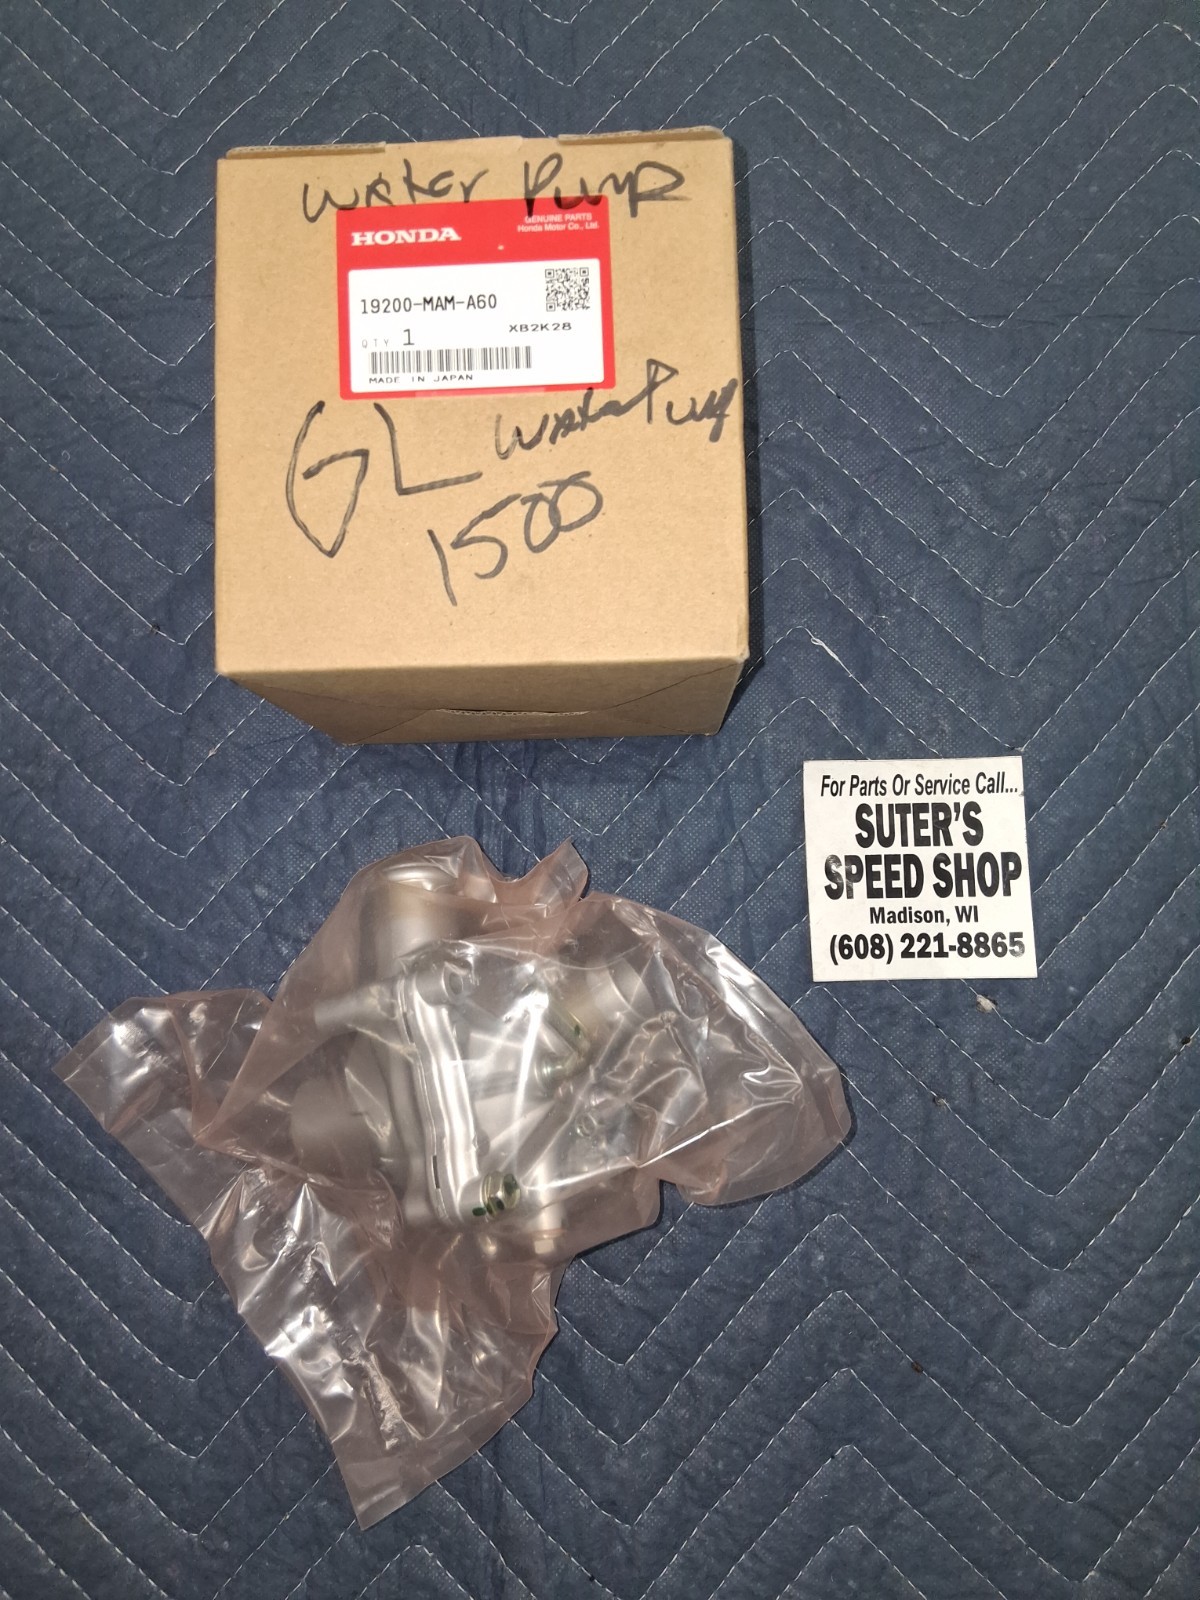 Water Pump
HONDA
GENUINE PARTS
Honda Motor Co., Ltd.
19200-MAM-A60
XB2K28
QTY 1
MADE IN JAPAN
GL Water Pump
1500
For Parts Or Service Call...
SUTER'S
SPEED SHOP
Madison, WI
(608) 221-8865